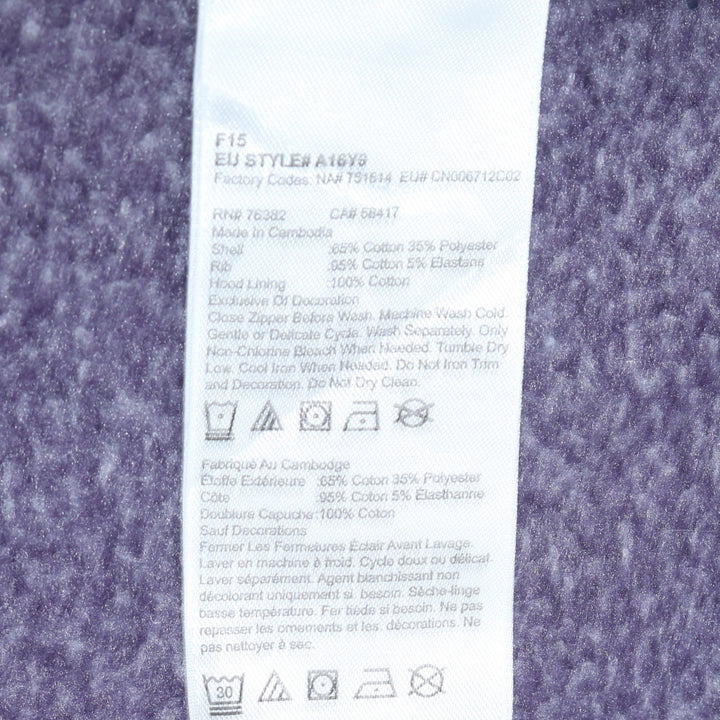 F15
EU STYLE# A16Y9
Factory Codes: NA# 751614 EU# CN006712C02
RN# 76382 CA# 58417
Made In Cambodia
Shell :65% Cotton 35% Polyester
Rib :95% Cotton 5% Elastane
Hood Lining :100% Cotton
Exclusive Of Decoration
Close Zipper Before Wash. Machine Wash Cold.
Gentle or Delicate Cycle. Wash Separately. Only
Non-Chlorine Bleach When Needed. Tumble Dry
Low. Cool Iron When Needed. Do Not Iron Trim
and Decoration. Do Not Dry Clean.
Fabriqué Au Cambodge
Étoffe Extérieure :65% Coton 35% Polyester
Côte :95% Coton 5% Élasthanne
Doublure Capuche :100% Coton
Sauf Décorations
Fermer Les Fermetures Éclair Avant Lavage.
Laver en machine à froid. Cycle doux ou délicat.
Laver séparément. Agent blanchissant non
décolorant uniquement si besoin. Sèche-linge
basse température. Fer tiède si besoin. Ne pas
repasser les ornements et les décorations. Ne
pas nettoyer à sec.
30